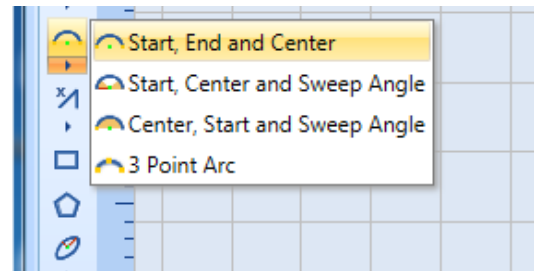 Start, End and Center
Start, Center and Sweep Angle
Center, Start and Sweep Angle
3 Point Arc